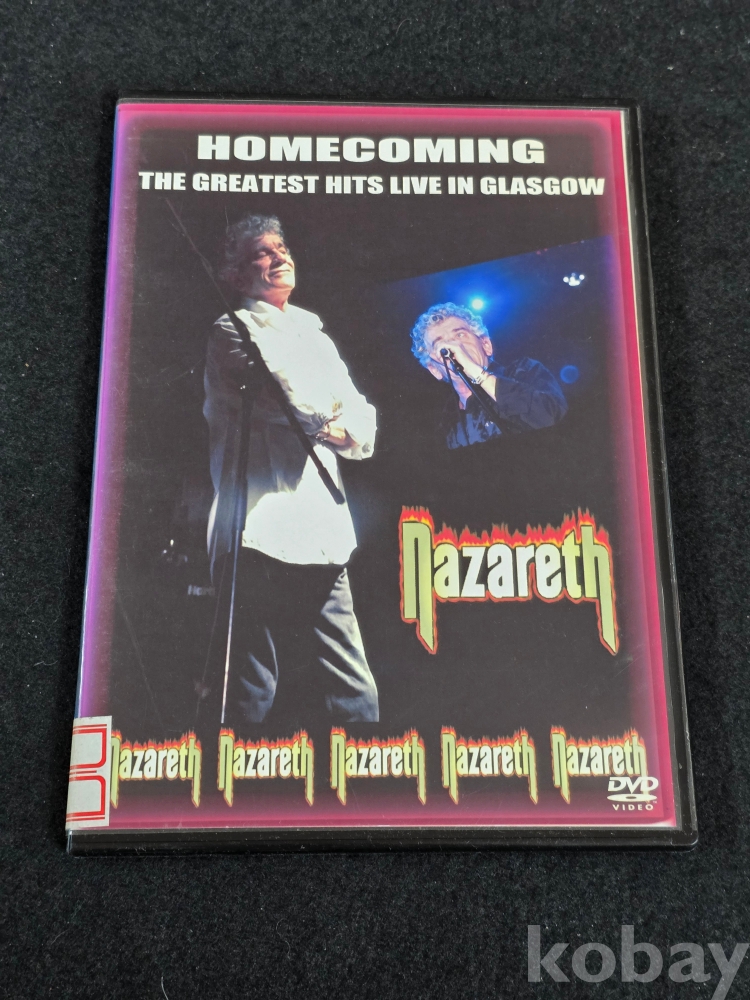 HOMECOMING
THE GREATEST HITS LIVE IN GLASGOW
Nazareth
Nazareth Nazareth Nazareth Nazareth Nazareth
DVD
VIDEO
kobay